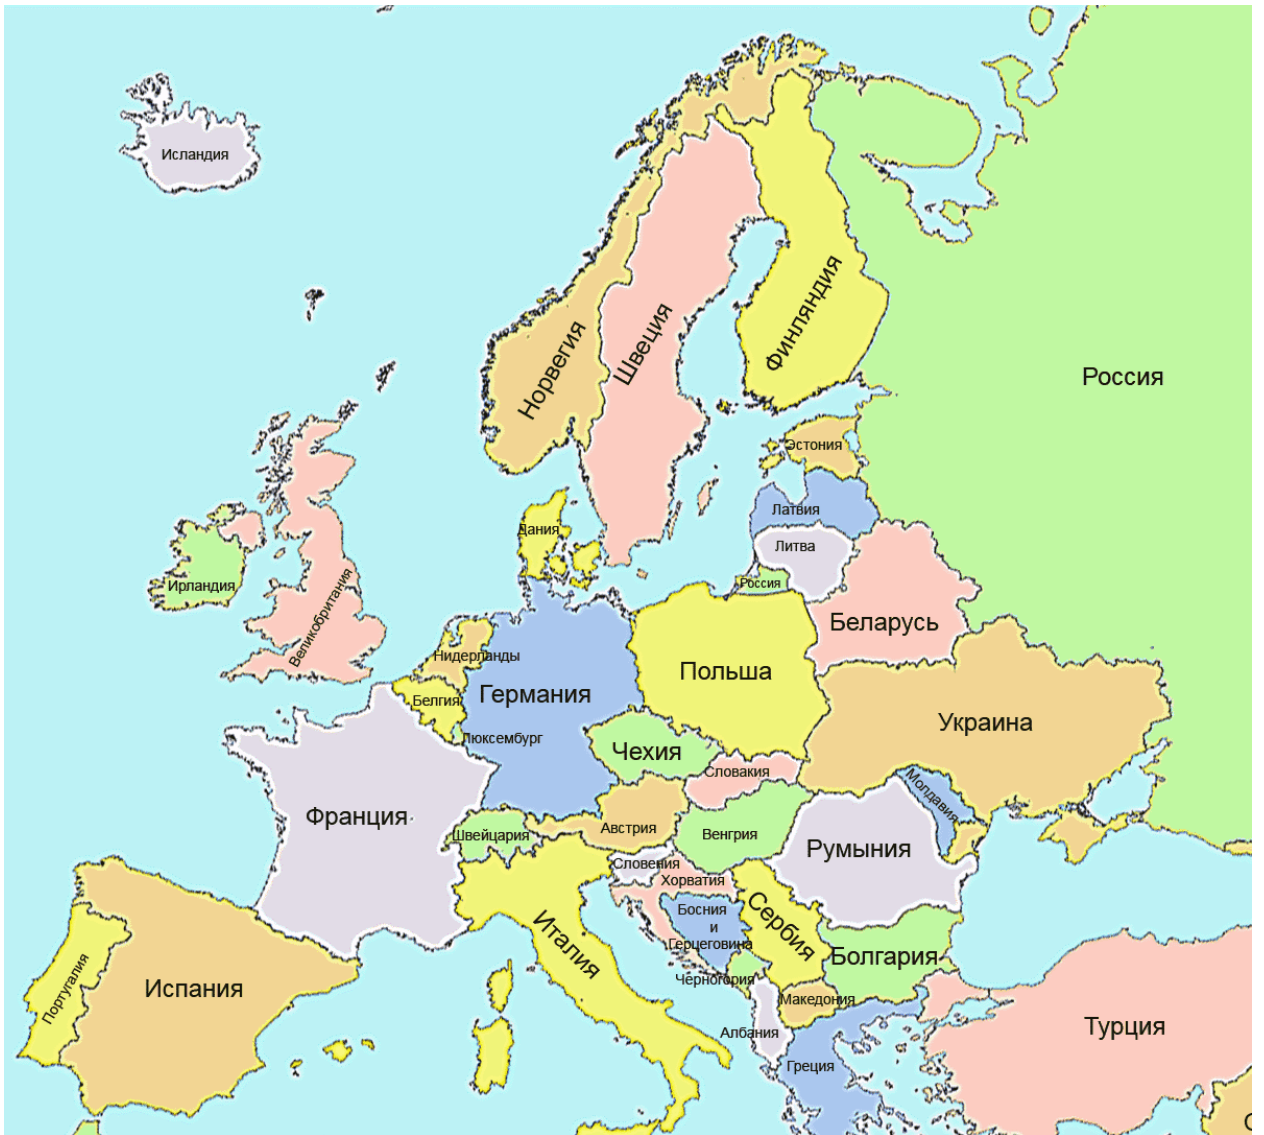 Исландия
Финляндия
Швеция
Норвегия
Россия
Эстония
Латвия
Дания
Литва
Россия
Ирландия
Великобритания
Беларусь
Нидерланды
Польша
Германия
Белгия
Украина
Люксембург
Чехия
Словакия
Молдавия
Франция
Австрия
Швейцария
Венгрия
Румыния
Словения
Хорватия
Босния
и
Герцеговина
Сербия
Италия
Болгария
Черногория
Испания
Португалия
Македония
Албания
Турция
Греция
С